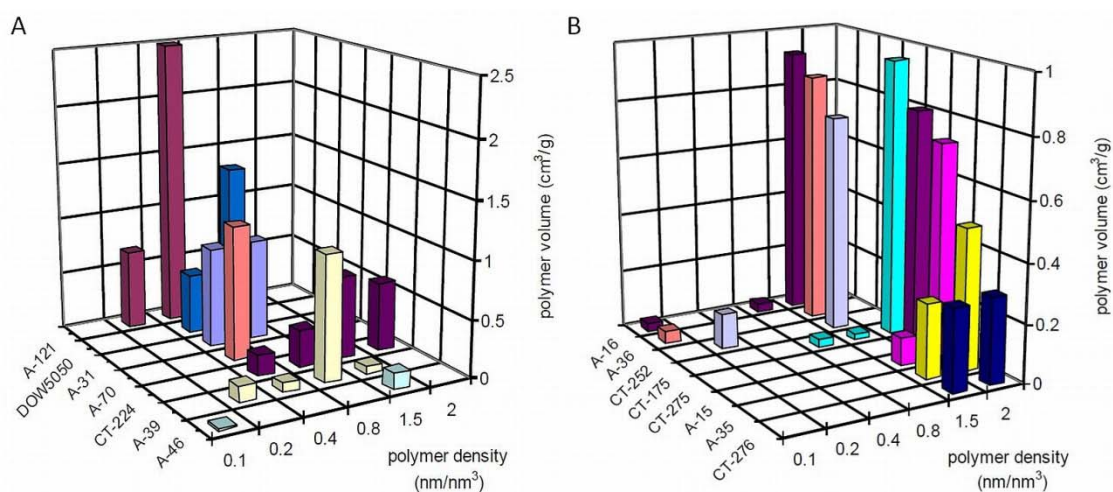 A
2.5
2
1.5
1
0.5
0
polymer volume (cm³/g)
A-121
DOW5050
A-31
A-70
CT-224
A-39
A-46
0.1
0.2
0.4
0.8
1.5
2
polymer density
(nm/nm³)
B
1
0.8
0.6
0.4
0.2
0
polymer volume (cm³/g)
A-16
A-36
CT-252
CT-175
CT-275
A-15
A-35
CT-276
0.1
0.2
0.4
0.8
1.5
2
polymer density
(nm/nm³)